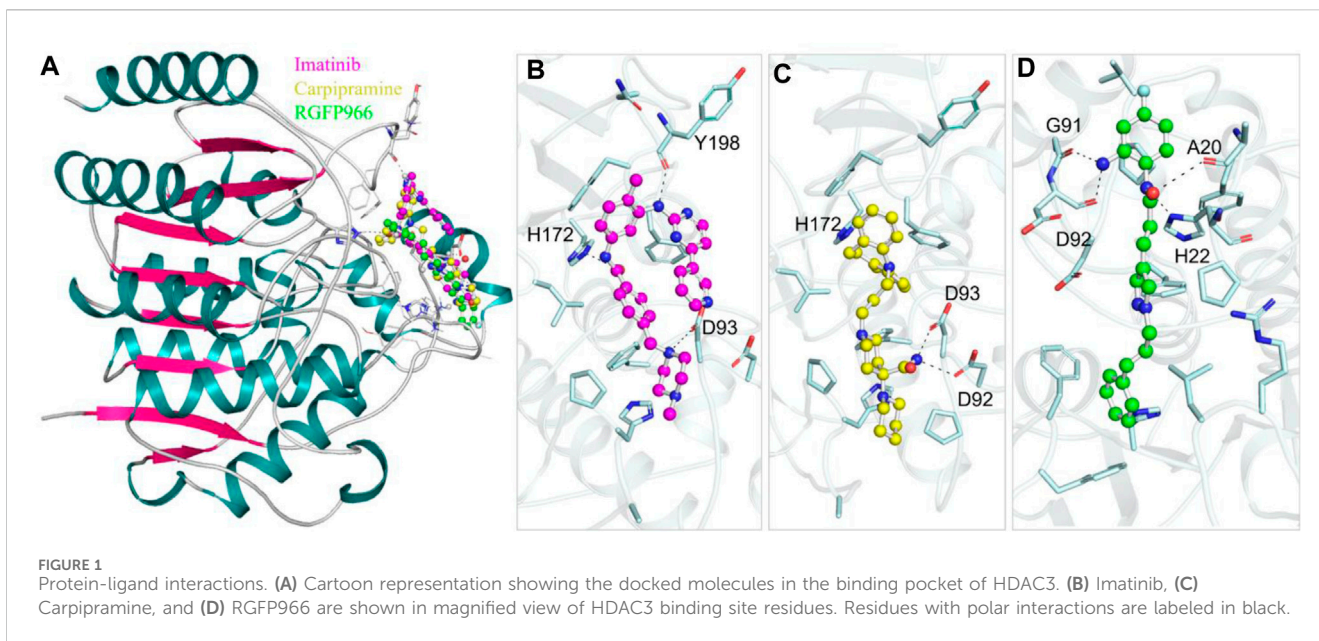 A
Imatinib
Carpipramine
RGFP966
B
Y198
H172
D93
C
H172
D93
D92
D
G91
A20
D92
H22
FIGURE 1
Protein-ligand interactions. (A) Cartoon representation showing the docked molecules in the binding pocket of HDAC3. (B) Imatinib, (C)
Carpipramine, and (D) RGFP966 are shown in magnified view of HDAC3 binding site residues. Residues with polar interactions are labeled in black.